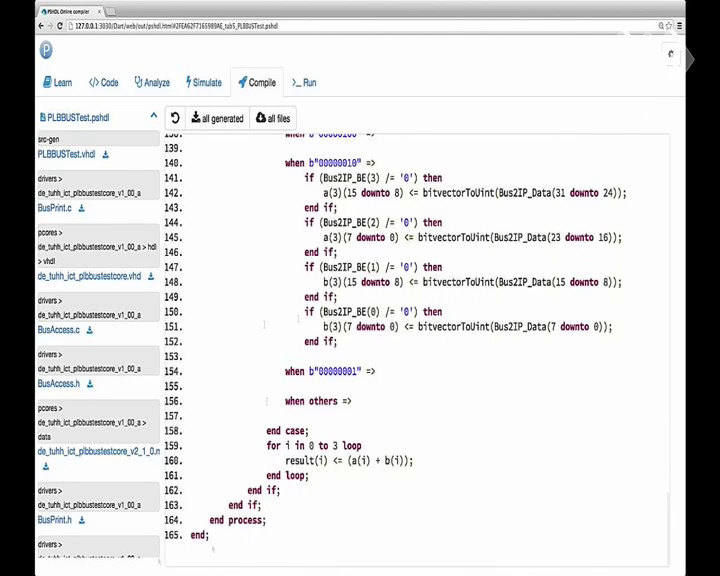 PSHDL Online compiler
127.0.0.1:3030/Dart/web/out/pshdl.html#2FEA62F7165989AE_tab5_PLBBUSTest.pshdl
P
Learn
</> Code
Analyze
Simulate
Compile
>_ Run
PLBBUSTest.pshdl
all generated
all files
src-gen
PLBBUSTest.vhdl
drivers >
de_tuhh_ict_plbbustestcore_v1_00_a
BusPrint.c
pcores >
de_tuhh_ict_plbbustestcore_v1_00_a > hdl
> vhdl
de_tuhh_ict_plbbustestcore.vhd
drivers >
de_tuhh_ict_plbbustestcore_v1_00_a
BusAccess.c
drivers >
de_tuhh_ict_plbbustestcore_v1_00_a
BusAccess.h
pcores >
de_tuhh_ict_plbbustestcore_v1_00_a >
data
de_tuhh_ict_plbbustestcore_v2_1_0.m
drivers >
de_tuhh_ict_plbbustestcore_v1_00_a
BusPrint.h
drivers >
de_tuhh_ict_plbbustestcore_v1_00_a
138. when b"00000100" =>
139.
140. when b"00000010" =>
141. if (Bus2IP_BE(3) /= '0') then
142. a(3)(15 downto 8) <= bitvectorToUint(Bus2IP_Data(31 downto 24));
143. end if;
144. if (Bus2IP_BE(2) /= '0') then
145. a(3)(7 downto 0) <= bitvectorToUint(Bus2IP_Data(23 downto 16));
146. end if;
147. if (Bus2IP_BE(1) /= '0') then
148. b(3)(15 downto 8) <= bitvectorToUint(Bus2IP_Data(15 downto 8));
149. end if;
150. if (Bus2IP_BE(0) /= '0') then
151. b(3)(7 downto 0) <= bitvectorToUint(Bus2IP_Data(7 downto 0));
152. end if;
153.
154. when b"00000001" =>
155.
156. when others =>
157.
158. end case;
159. for i in 0 to 3 loop
160. result(i) <= (a(i) + b(i));
161. end loop;
162. end if;
163. end if;
164. end process;
165. end;